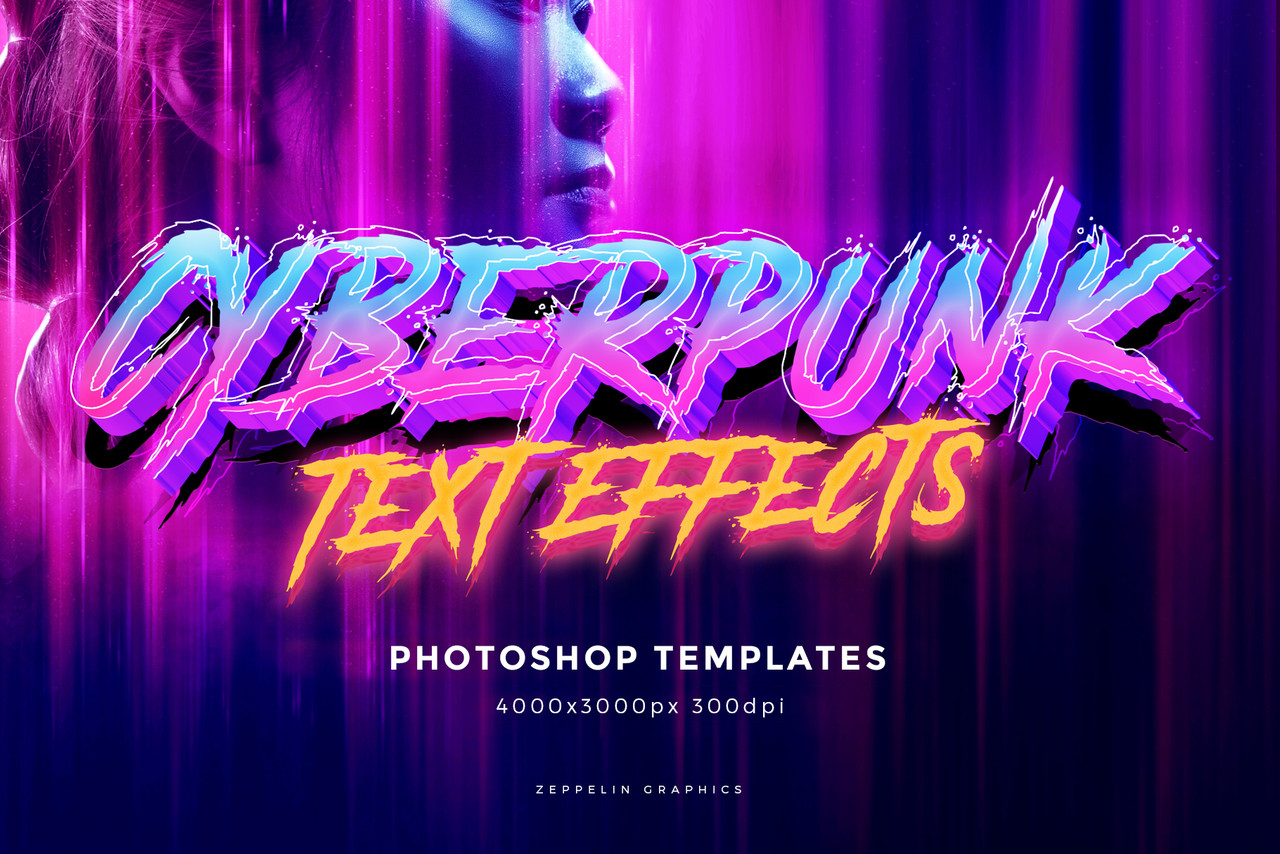 CYBERPUNK
TEXT EFFECTS
PHOTOSHOP TEMPLATES
4000x3000px 300dpi
ZEPPELIN GRAPHICS